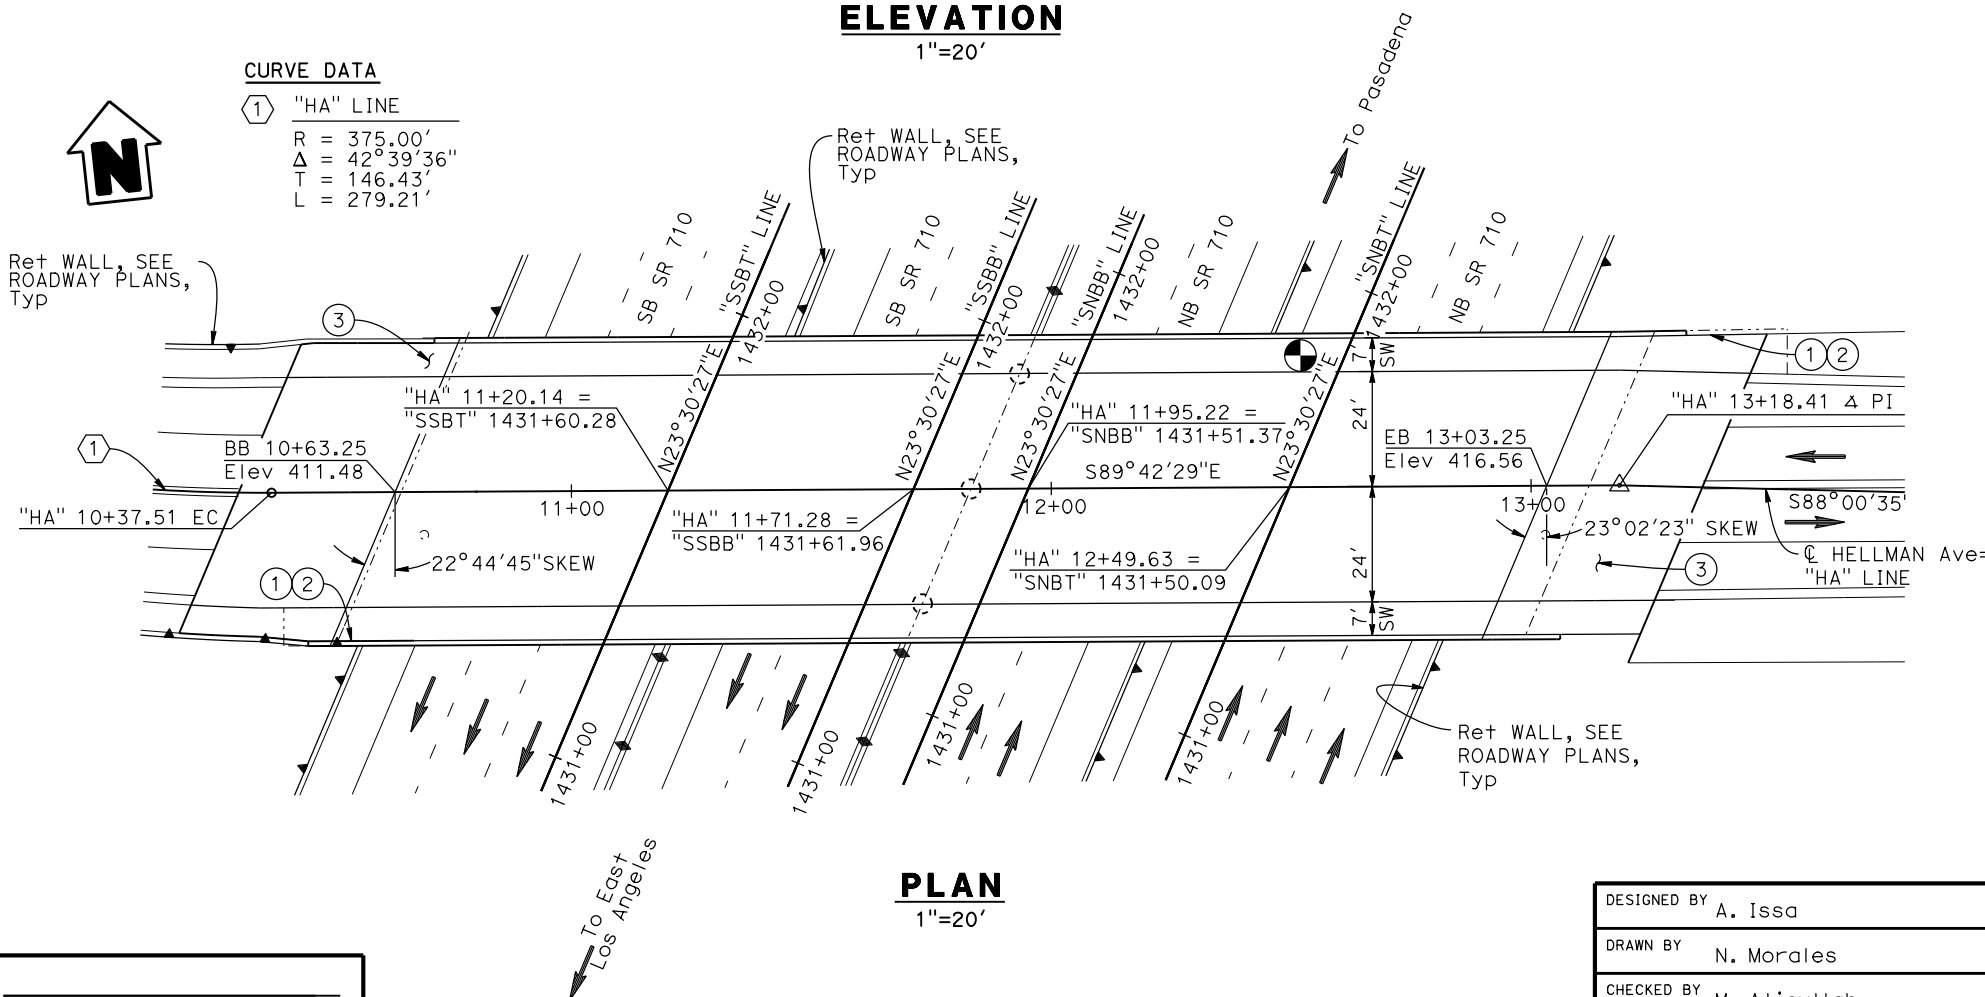 ELEVATION
1"=20'
CURVE DATA
1 "HA" LINE
R = 375.00'
Δ = 42°39'36"
T = 146.43'
L = 279.21'
N
Ret WALL, SEE
ROADWAY PLANS,
Typ
Ret WALL, SEE
ROADWAY PLANS,
Typ
To Pasadena
SB SR 710
"SSBT" LINE
1432+00
SB SR 710
"SSBB" LINE
1432+00
"SNBB" LINE
1432+00
NB SR 710
"SNBT" LINE
1432+00
NB SR 710
3
N23°30'27"E
N23°30'27"E
N23°30'27"E
N23°30'27"E
7'
SW
24'
1 2
"HA" 11+20.14 =
"SSBT" 1431+60.28
"HA" 11+95.22 =
"SNBB" 1431+51.37
"HA" 13+18.41 ∡ PI
1
BB 10+63.25
Elev 411.48
EB 13+03.25
Elev 416.56
S89°42'29"E
"HA" 10+37.51 EC
11+00
12+00
13+00
S88°00'35"
"HA" 11+71.28 =
"SSBB" 1431+61.96
23°02'23" SKEW
22°44'45"SKEW
"HA" 12+49.63 =
"SNBT" 1431+50.09
℄ HELLMAN Ave=
"HA" LINE
1 2
24'
3
7'
SW
1431+00
1431+00
1431+00
1431+00
Ret WALL, SEE
ROADWAY PLANS,
Typ
To East
Los Angeles
PLAN
1"=20'
DESIGNED BY A. Issa
DRAWN BY N. Morales
CHECKED BY